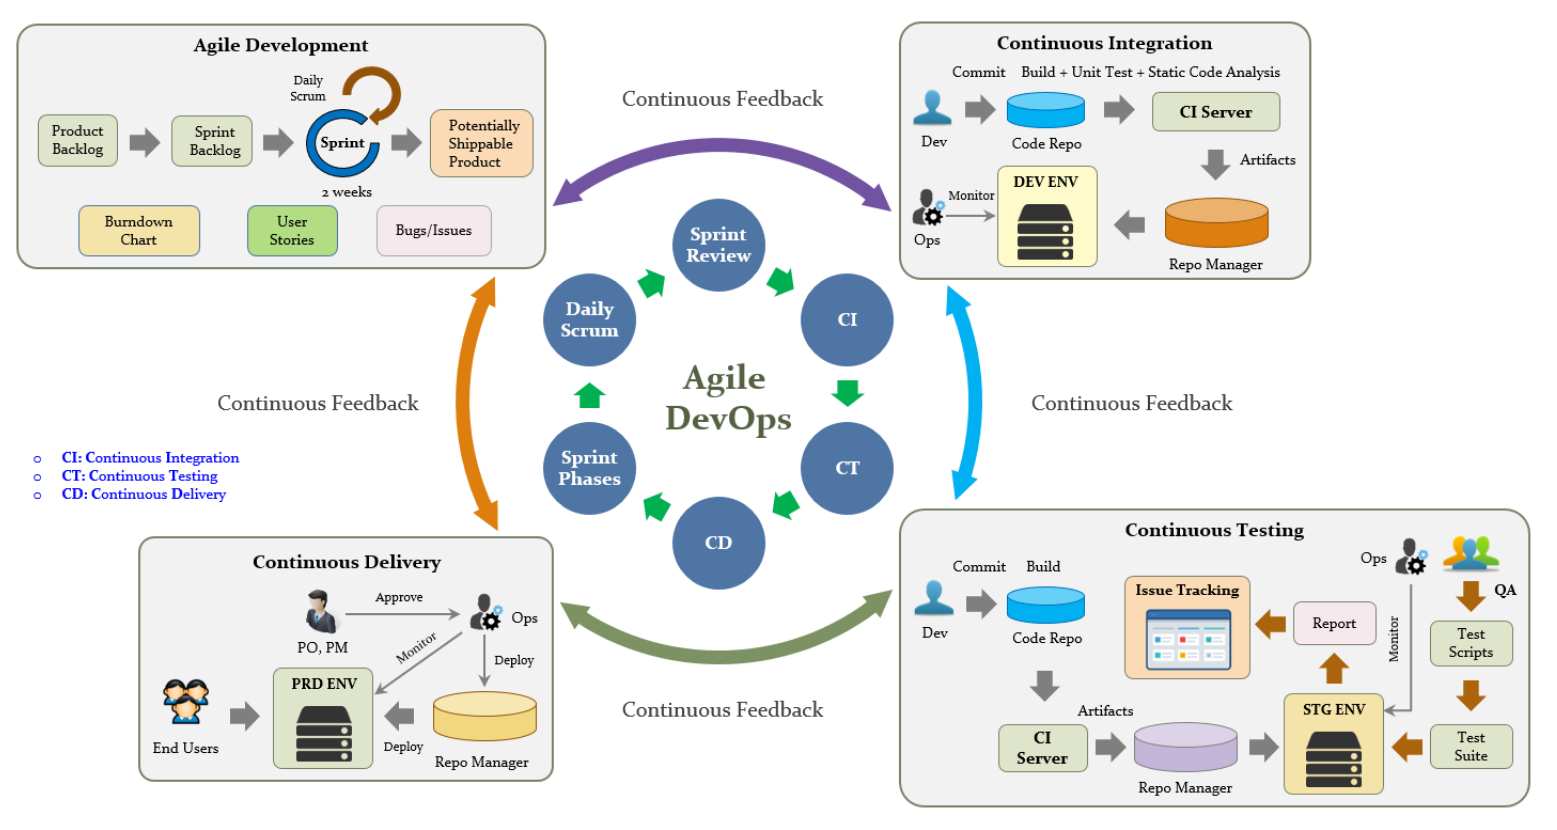 Agile Development
Daily
Scrum
Product
Backlog
Sprint
Backlog
Sprint
Potentially
Shippable
Product
2 weeks
Burndown
Chart
User
Stories
Bugs/Issues
Continuous Feedback
Continuous Integration
Commit
Build + Unit Test + Static Code Analysis
Dev
Code Repo
CI Server
Artifacts
Ops
Monitor
DEV ENV
Repo Manager
Sprint
Review
Daily
Scrum
CI
Agile
DevOps
Sprint
Phases
CT
CD
Continuous Feedback
Continuous Feedback
o CI: Continuous Integration
o CT: Continuous Testing
o CD: Continuous Delivery
Continuous Delivery
Approve
PO, PM
Ops
Monitor
Deploy
PRD ENV
End Users
Deploy
Repo Manager
Continuous Feedback
Continuous Testing
Commit
Build
Dev
Code Repo
Issue Tracking
Report
Ops
QA
Monitor
Test
Scripts
CI
Server
Artifacts
Repo Manager
STG ENV
Test
Suite